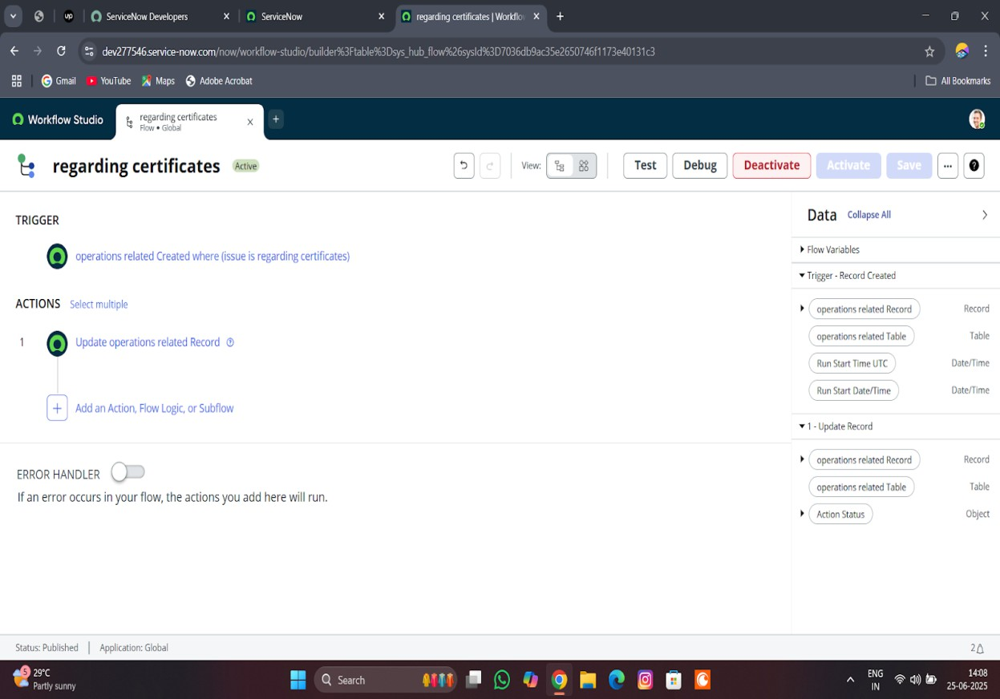 up
ServiceNow Developers
ServiceNow
regarding certificates | Workflo
dev277546.service-now.com/now/workflow-studio/builder%3Ftable%3Dsys_hub_flow%26sysId%3D7036db9ac35e2650746f1173e40131c3
Gmail
YouTube
Maps
Adobe Acrobat
All Bookmarks
Workflow Studio
regarding certificates
Flow • Global
regarding certificates
Active
View:
Test
Debug
Deactivate
Activate
Save
TRIGGER
operations related Created where (issue is regarding certificates)
ACTIONS Select multiple
1
Update operations related Record
Add an Action, Flow Logic, or Subflow
ERROR HANDLER
If an error occurs in your flow, the actions you add here will run.
Data Collapse All
Flow Variables
Trigger - Record Created
operations related Record Record
operations related Table Table
Run Start Time UTC Date/Time
Run Start Date/Time Date/Time
1 - Update Record
operations related Record Record
operations related Table Table
Action Status Object
Status: Published | Application: Global
2
5
29°C
Partly sunny
Search
ENG
IN
14:08
25-06-2025